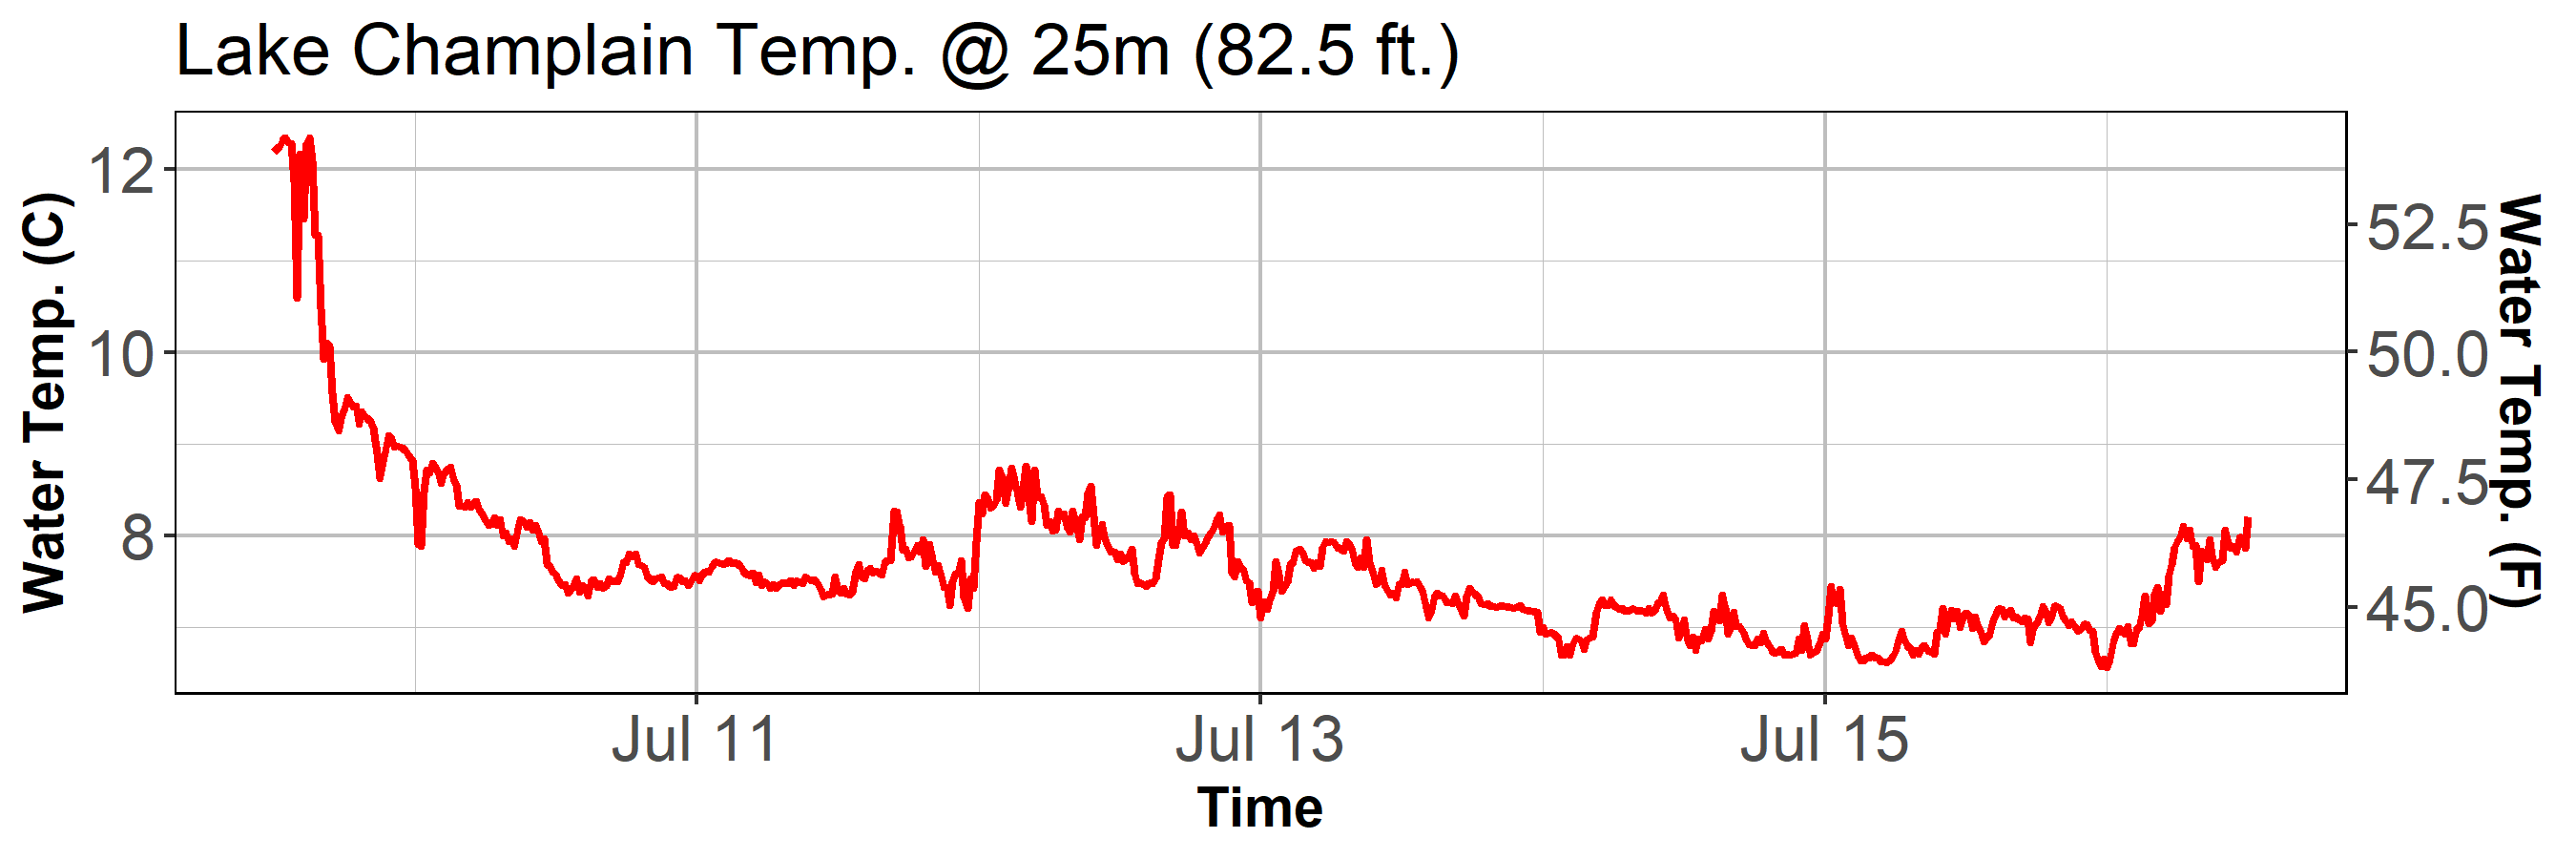 Lake Champlain Temp. @ 25m (82.5 ft.)
Water Temp. (C)
12
10
8
52.5
50.0
47.5
45.0
Water Temp. (F)
Jul 11
Jul 13
Jul 15
Time